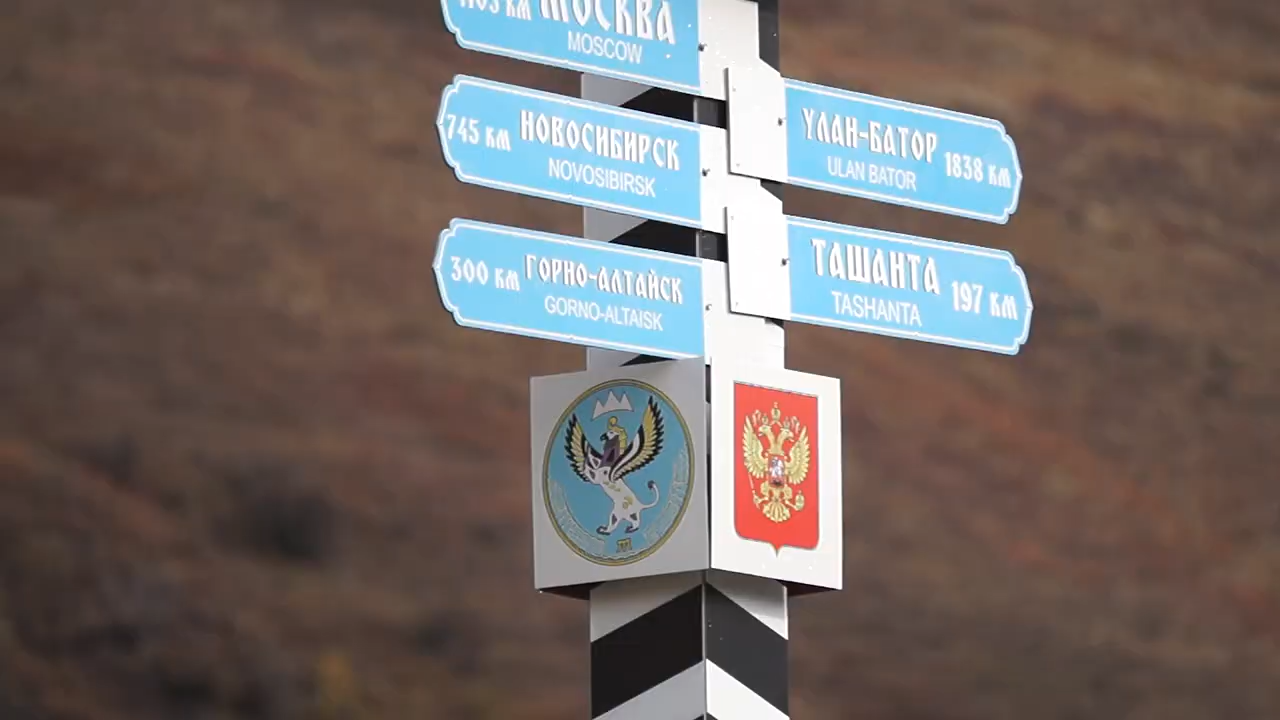 км МОСКВА
MOSCOW
745 км НОВОСИБИРСК
NOVOSIBIRSK
УЛАН-БАТОР 1838 км
ULAN BATOR
300 км ГОРНО-АЛТАЙСК
GORNO-ALTAISK
ТАШАНТА 197 км
TASHANTA